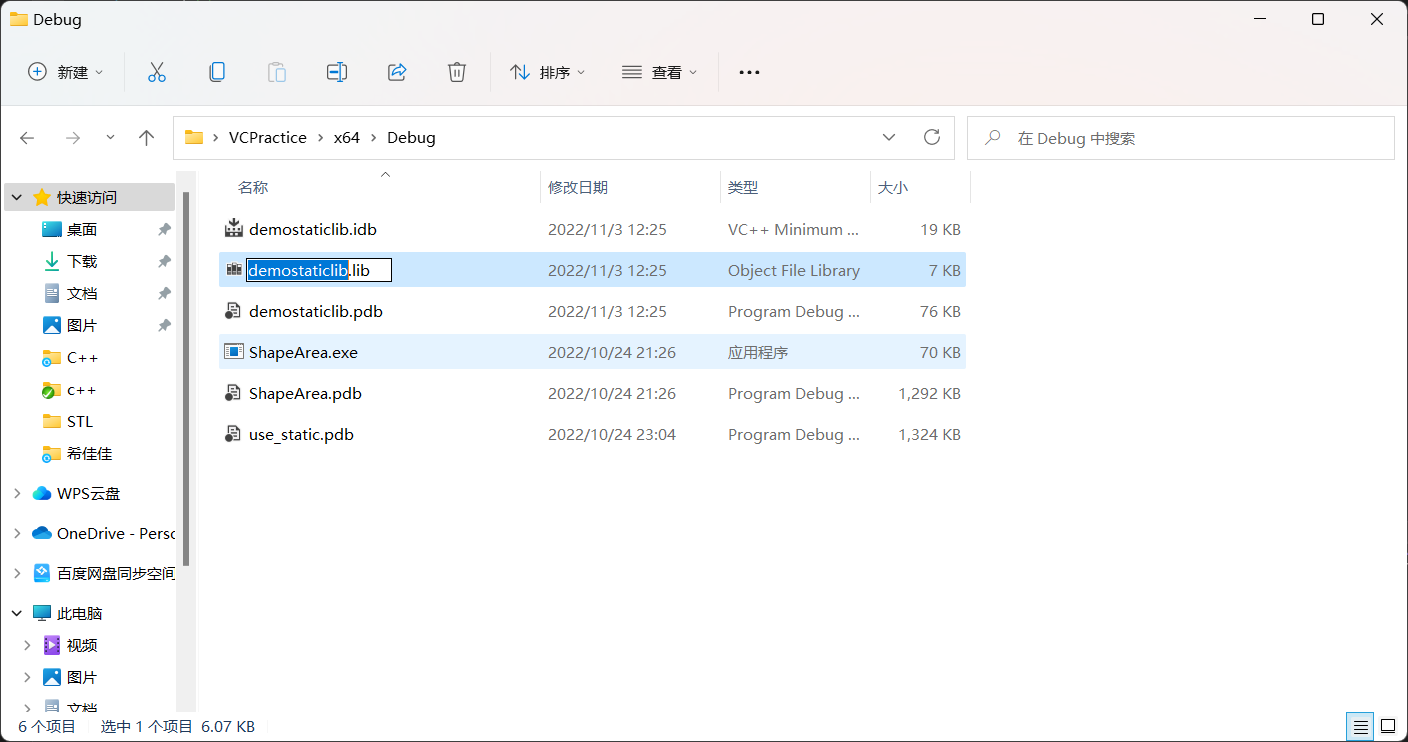 Debug
新建 排序 查看
VCPractice x64 Debug 在 Debug 中搜索
名称 修改日期 类型 大小
demostaticlib.idb 2022/11/3 12:25 VC++ Minimum ... 19 KB
demostaticlib.lib 2022/11/3 12:25 Object File Library 7 KB
demostaticlib.pdb 2022/11/3 12:25 Program Debug ... 76 KB
ShapeArea.exe 2022/10/24 21:26 应用程序 70 KB
ShapeArea.pdb 2022/10/24 21:26 Program Debug ... 1,292 KB
use_static.pdb 2022/10/24 23:04 Program Debug ... 1,324 KB
快速访问
桌面
下载
文档
图片
C++
c++
STL
希佳佳
WPS云盘
OneDrive - Perso
百度网盘同步空间
此电脑
视频
图片
文档
6 个项目 选中 1 个项目 6.07 KB